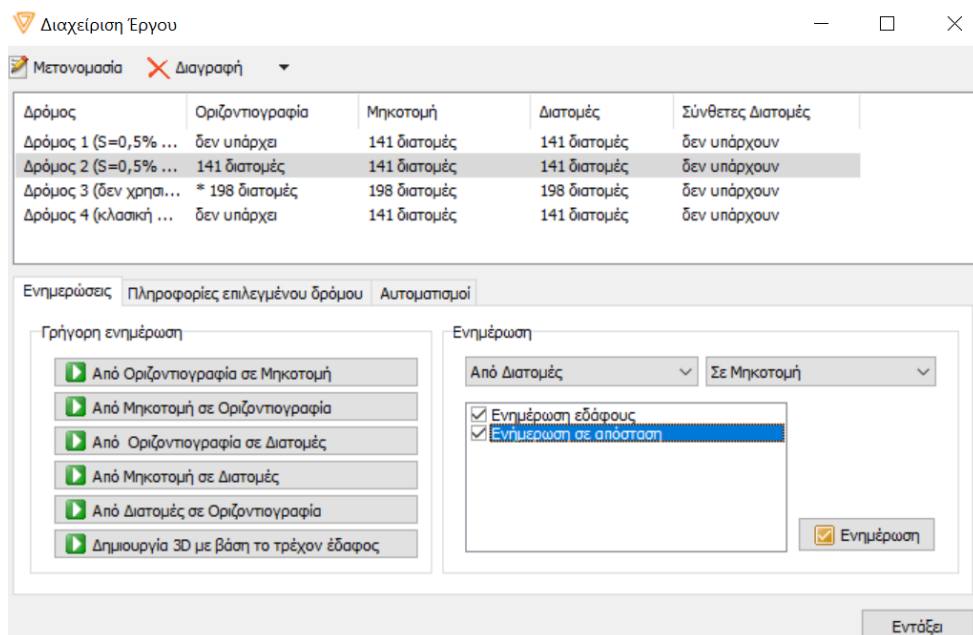 Διαχείριση Έργου
Μετονομασία Διαγραφή
Δρόμος Οριζοντιογραφία Μηκοτομή Διατομές Σύνθετες Διατομές
Δρόμος 1 (S=0,5% ... δεν υπάρχει 141 διατομές 141 διατομές δεν υπάρχουν
Δρόμος 2 (S=0,5% ... 141 διατομές 141 διατομές 141 διατομές δεν υπάρχουν
Δρόμος 3 (δεν χρησι... * 198 διατομές 198 διατομές 198 διατομές δεν υπάρχουν
Δρόμος 4 (κλασική ... δεν υπάρχει 141 διατομές 141 διατομές δεν υπάρχουν
Ενημερώσεις Πληροφορίες επιλεγμένου δρόμου Αυτοματισμοί
Γρήγορη ενημέρωση
Από Οριζοντιογραφία σε Μηκοτομή
Από Μηκοτομή σε Οριζοντιογραφία
Από Οριζοντιογραφία σε Διατομές
Από Μηκοτομή σε Διατομές
Από Διατομές σε Οριζοντιογραφία
Δημιουργία 3D με βάση το τρέχον έδαφος
Ενημέρωση
Από Διατομές Σε Μηκοτομή
Ενημέρωση εδάφους
Ενημέρωση σε απόσταση
Ενημέρωση
Εντάξει